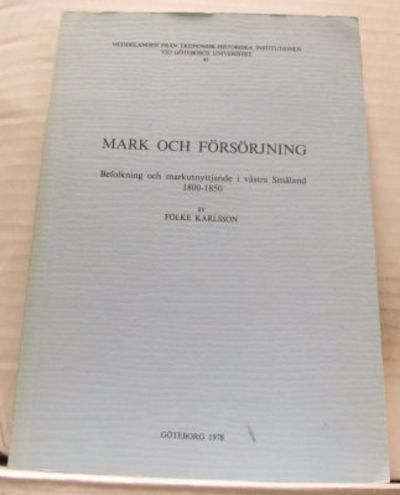 MEDDELANDEN FRÅN EKONOMISK-HISTORISKA INSTITUTIONEN
VID GÖTEBORGS UNIVERSITET
43
MARK OCH FÖRSÖRJNING
Befolkning och markutnyttjande i västra Småland
1800-1850
AV
FOLKE KARLSSON
GÖTEBORG 1978